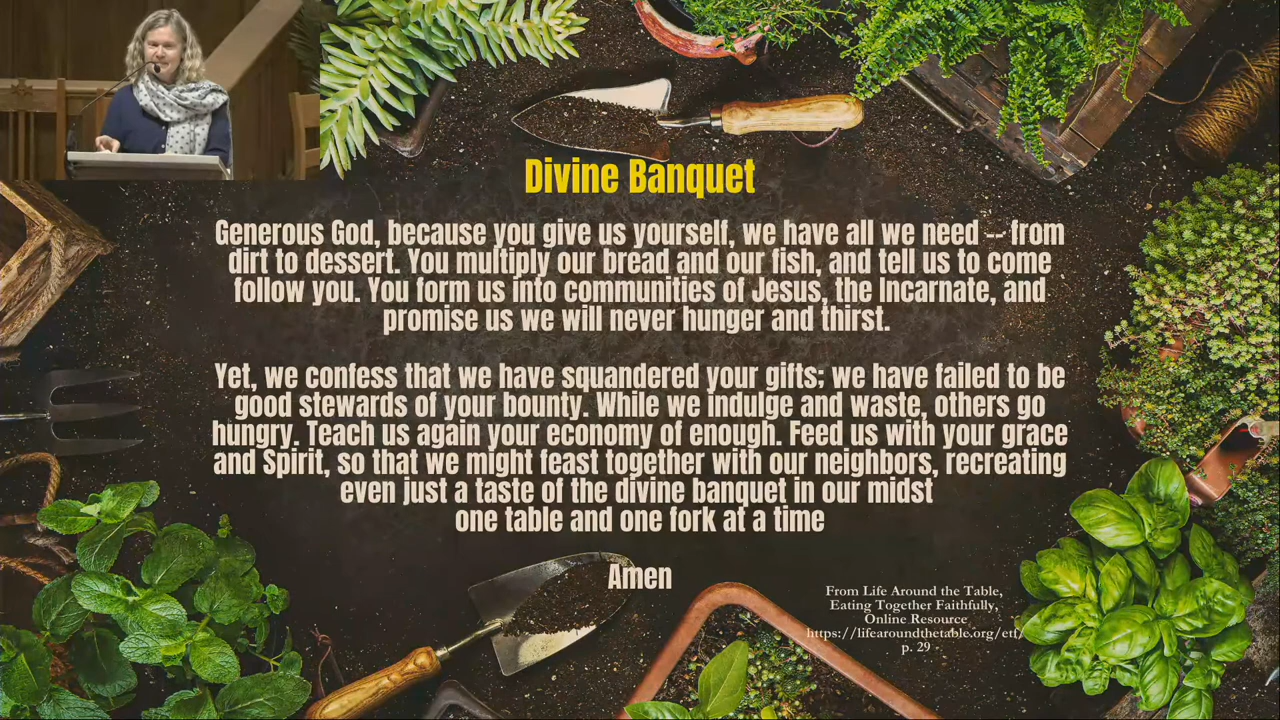 Divine Banquet
Generous God, because you give us yourself, we have all we need -- from
dirt to dessert. You multiply our bread and our fish, and tell us to come
follow you. You form us into communities of Jesus, the Incarnate, and
promise us we will never hunger and thirst.
Yet, we confess that we have squandered your gifts; we have failed to be
good stewards of your bounty. While we indulge and waste, others go
hungry. Teach us again your economy of enough. Feed us with your grace
and Spirit, so that we might feast together with our neighbors, recreating
even just a taste of the divine banquet in our midst
one table and one fork at a time
Amen
From Life Around the Table,
Eating Together Faithfully,
Online Resource
https://lifearoundthetable.org/etf/
p. 29